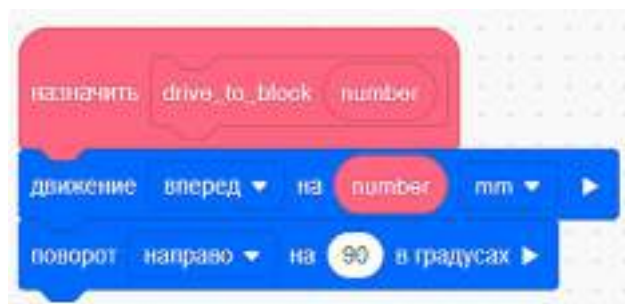 назначить drive_to_block number
движение вперед на number mm
поворот направо на 90 в градусах